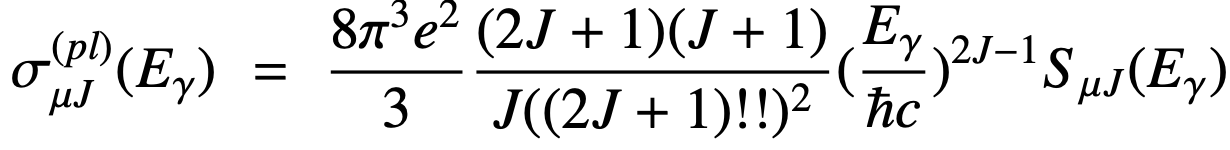 σ_{μJ}^{(pl)}(E_γ) = \frac{8π^3e^2}{3} \frac{(2J + 1)(J + 1)}{J((2J + 1)!!)^2} (\frac{E_γ}{ħc})^{2J−1} S_{μJ}(E_γ)